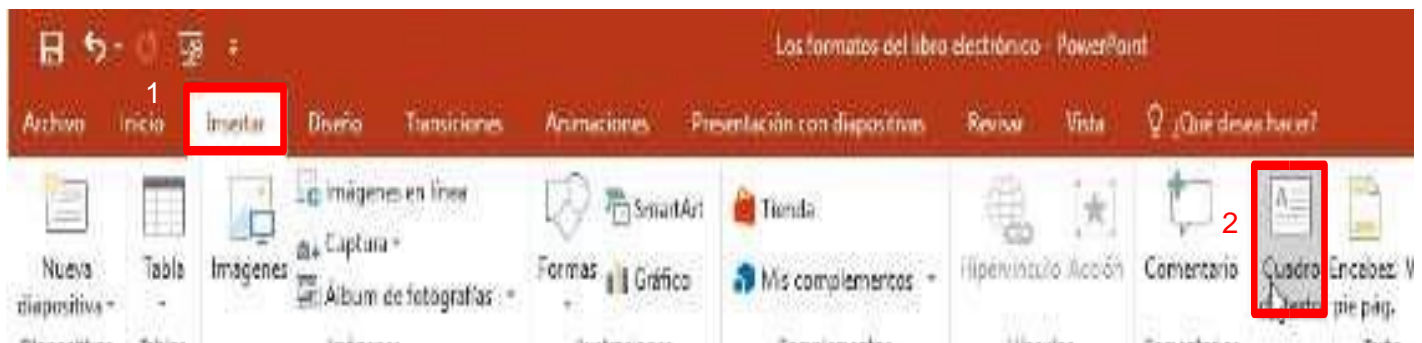 Los formatos del libro electrónico - PowerPoint
1
Archivo Inicio Insertar Diseño Transiciones Animaciones Presentación con diapositivas Revisar Vista ¿Qué desea hacer?
Imágenes en línea
SmartArt
Tienda
2
Captura
Nueva Tabla Imágenes Formas Gráfico Mis complementos Hipervínculo Acción Comentario Cuadro Encabez.
diapositiva Álbum de fotografías de texto pie pág.